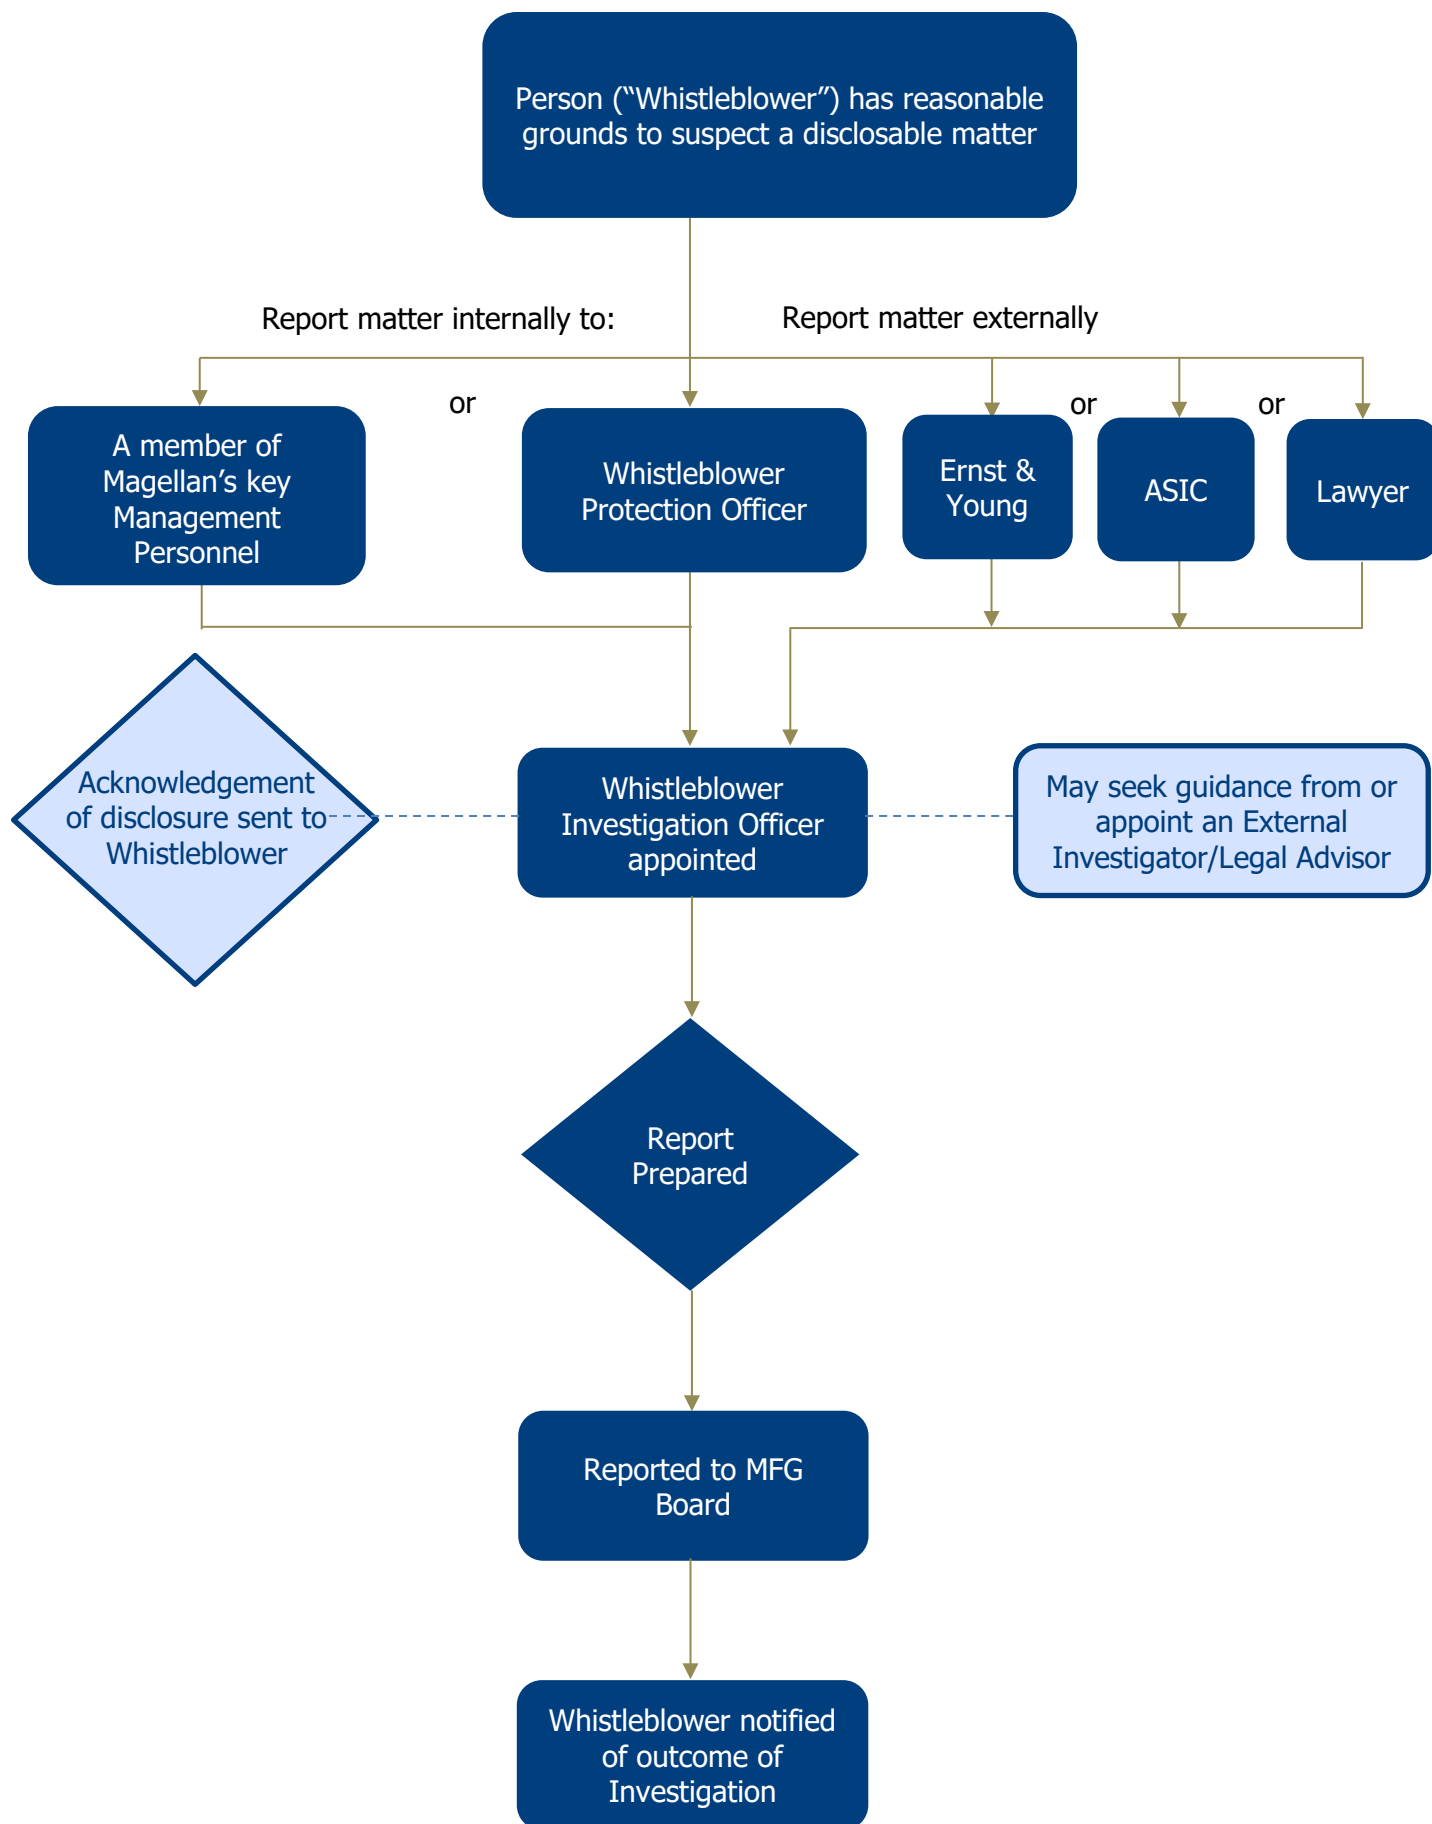 Person (“Whistleblower”) has reasonable
grounds to suspect a disclosable matter
Report matter internally to:
Report matter externally
or
or
or
A member of
Magellan’s key
Management
Personnel
Whistleblower
Protection Officer
Ernst &
Young
ASIC
Lawyer
Acknowledgement
of disclosure sent to
Whistleblower
Whistleblower
Investigation Officer
appointed
May seek guidance from or
appoint an External
Investigator/Legal Advisor
Report
Prepared
Reported to MFG
Board
Whistleblower notified
of outcome of
Investigation